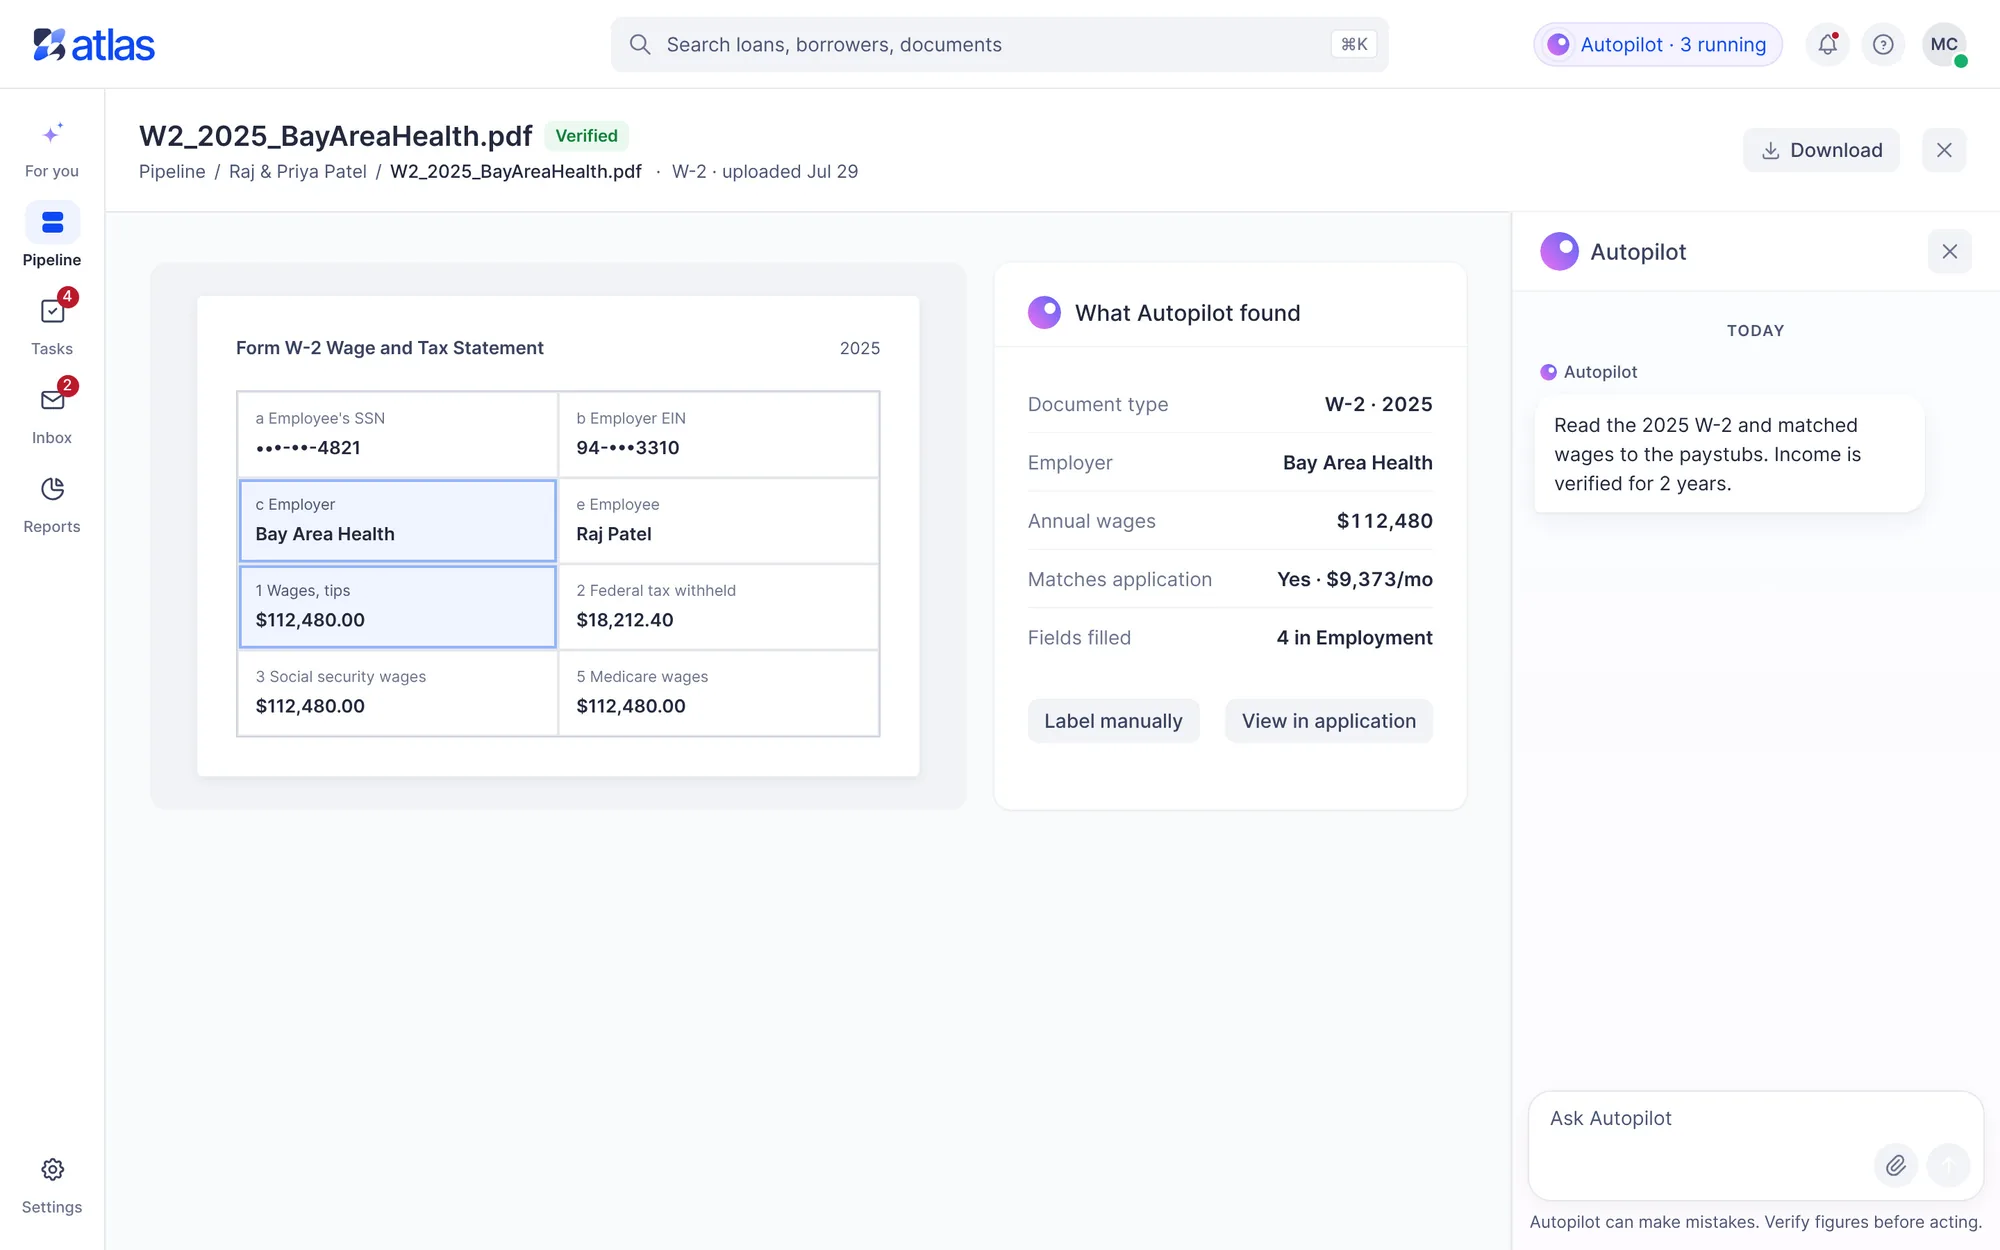 atlas
Search loans, borrowers, documents
⌘K
Autopilot · 3 running
MC
For you
Pipeline
4
Tasks
2
Inbox
Reports
Settings
W2_2025_BayAreaHealth.pdf
Verified
Pipeline / Raj & Priya Patel / W2_2025_BayAreaHealth.pdf · W-2 · uploaded Jul 29
Download
Form W-2 Wage and Tax Statement
2025
a Employee's SSN
•••-••-4821
b Employer EIN
94-•••3310
c Employer
Bay Area Health
e Employee
Raj Patel
1 Wages, tips
$112,480.00
2 Federal tax withheld
$18,212.40
3 Social security wages
$112,480.00
5 Medicare wages
$112,480.00
What Autopilot found
Document type
W-2 · 2025
Employer
Bay Area Health
Annual wages
$112,480
Matches application
Yes · $9,373/mo
Fields filled
4 in Employment
Label manually
View in application
Autopilot
TODAY
Autopilot
Read the 2025 W-2 and matched
wages to the paystubs. Income is
verified for 2 years.
Ask Autopilot
Autopilot can make mistakes. Verify figures before acting.